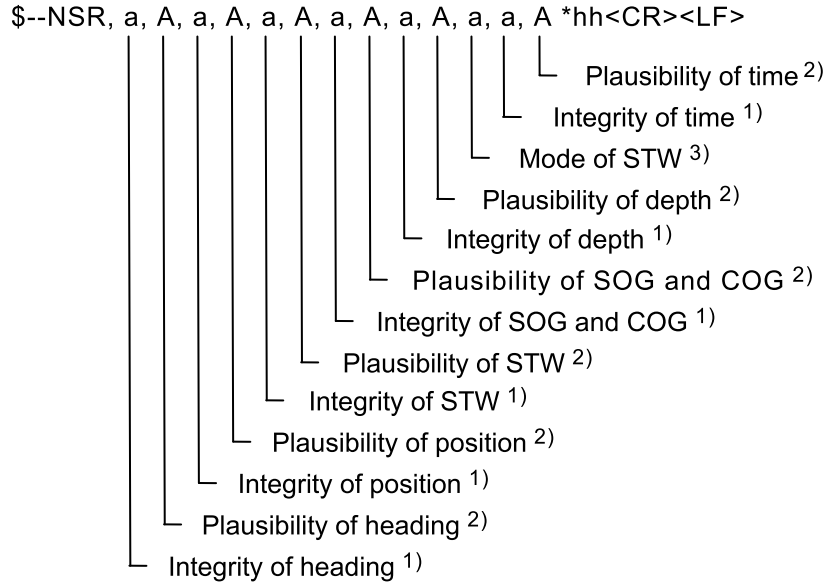 $--NSR, a, A, a, A, a, A, a, A, a, A, a, a, A *hh<CR><LF>
Plausibility of time 2)
Integrity of time 1)
Mode of STW 3)
Plausibility of depth 2)
Integrity of depth 1)
Plausibility of SOG and COG 2)
Integrity of SOG and COG 1)
Plausibility of STW 2)
Integrity of STW 1)
Plausibility of position 2)
Integrity of position 1)
Plausibility of heading 2)
Integrity of heading 1)